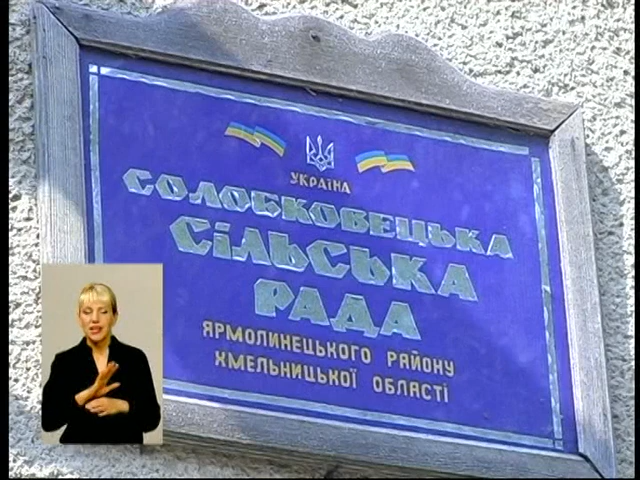 УКРАЇНА
СОЛОБКОВЕЦЬКА
СІЛЬСЬКА
РАДА
ЯРМОЛИНЕЦЬКОГО РАЙОНУ
ХМЕЛЬНИЦЬКОЇ ОБЛАСТІ